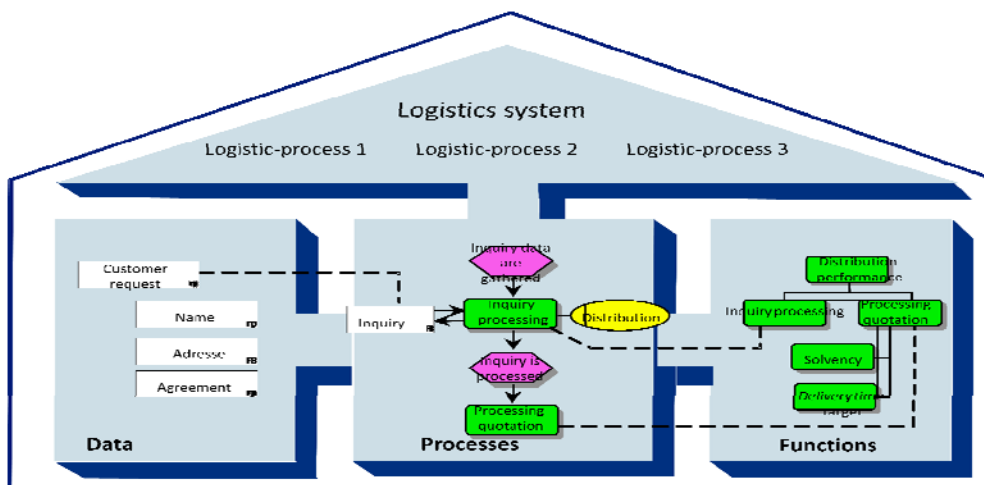 Logistics system
Logistic-process 1
Logistic-process 2
Logistic-process 3
Customer
request
Name
Adresse
Agreement
Data
Inquiry data
are
gathered
Inquiry
Inquiry
processing
Distribution
Inquiry is
processed
Processing
quotation
Processes
Distribution
performance
Inquiry processing
Processing
quotation
Solvency
Delivery time
target
Functions